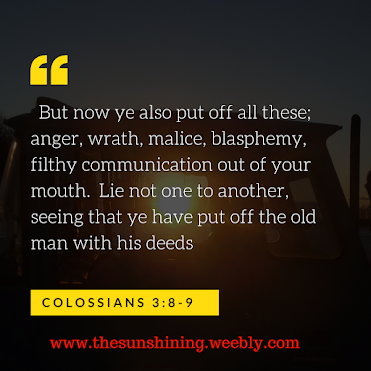 But now ye also put off all these;
anger, wrath, malice, blasphemy,
filthy communication out of your
mouth.  Lie not one to another,
seeing that ye have put off the old
man with his deeds
COLOSSIANS 3:8-9
www.thesunshining.weebly.com